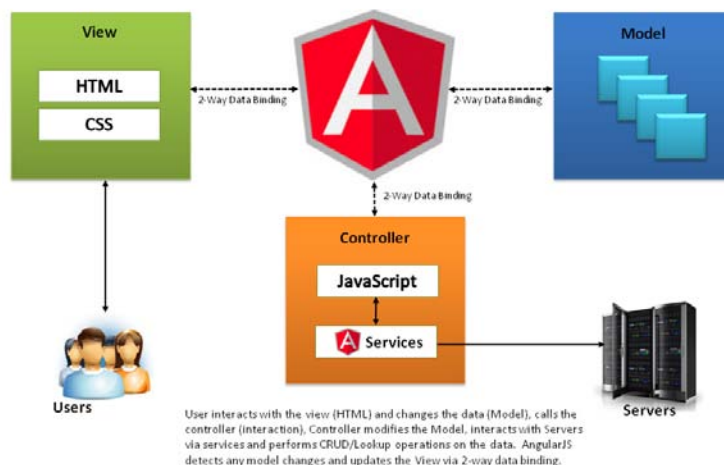 View
Model
HTML
CSS
2-Way Data Binding
2-Way Data Binding
2-Way Data Binding
Controller
JavaScript
Services
Users
Servers
User interacts with the view (HTML) and changes the data (Model), calls the
controller (interaction), Controller modifies the Model, interacts with Servers
via services and performs CRUD/Lookup operations on the data. AngularJS
detects any model changes and updates the View via 2-way data binding.